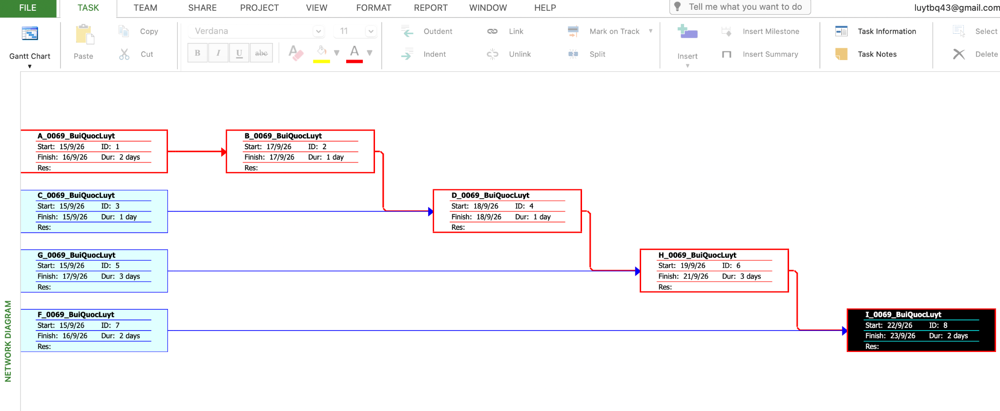 FILE TASK TEAM SHARE PROJECT VIEW FORMAT REPORT WINDOW HELP Tell me what you want to do luytbq43@gmail.com
Gantt Chart
Paste
Copy
Cut
Verdana 11
B I U abc A A
Outdent
Indent
Link
Unlink
Mark on Track
Split
Insert
Insert Milestone
Insert Summary
Task Information
Task Notes
Select
Delete
NETWORK DIAGRAM
A_0069_BuiQuocLuyt
Start: 15/9/26 ID: 1
Finish: 16/9/26 Dur: 2 days
Res:
B_0069_BuiQuocLuyt
Start: 17/9/26 ID: 2
Finish: 17/9/26 Dur: 1 day
Res:
C_0069_BuiQuocLuyt
Start: 15/9/26 ID: 3
Finish: 15/9/26 Dur: 1 day
Res:
D_0069_BuiQuocLuyt
Start: 18/9/26 ID: 4
Finish: 18/9/26 Dur: 1 day
Res:
G_0069_BuiQuocLuyt
Start: 15/9/26 ID: 5
Finish: 17/9/26 Dur: 3 days
Res:
H_0069_BuiQuocLuyt
Start: 19/9/26 ID: 6
Finish: 21/9/26 Dur: 3 days
Res:
F_0069_BuiQuocLuyt
Start: 15/9/26 ID: 7
Finish: 16/9/26 Dur: 2 days
Res:
I_0069_BuiQuocLuyt
Start: 22/9/26 ID: 8
Finish: 23/9/26 Dur: 2 days
Res: